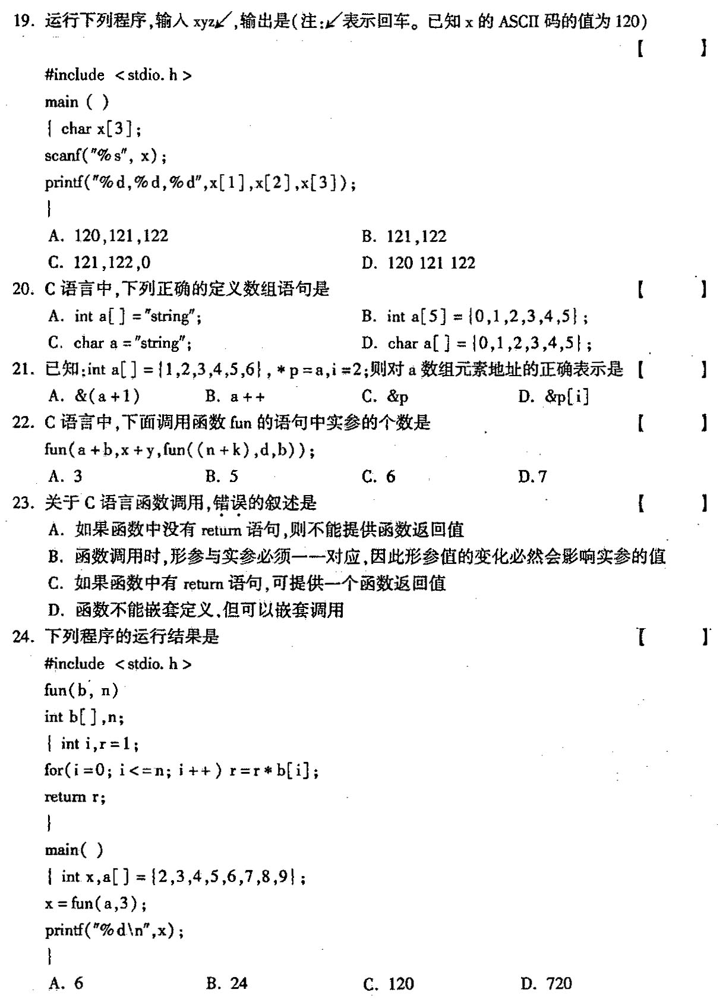 19. 运行下列程序,输入 xyz↙,输出是(注:↙表示回车。已知 x 的 ASCⅡ 码的值为 120)
【 】
#include <stdio.h>
main ( )
{ char x[3];
scanf("%s", x);
printf("%d,%d,%d",x[1],x[2],x[3]);
}
A. 120,121,122 B. 121,122
C. 121,122,0 D. 120 121 122
20. C 语言中,下列正确的定义数组语句是 【 】
A. int a[ ] ="string"; B. int a[5] = {0,1,2,3,4,5};
C. char a ="string"; D. char a[ ] = {0,1,2,3,4,5};
21. 已知:int a[ ] = {1,2,3,4,5,6}, *p=a,i=2;则对 a 数组元素地址的正确表示是 【 】
A. &(a+1) B. a++ C. &p D. &p[i]
22. C 语言中,下面调用函数 fun 的语句中实参的个数是 【 】
fun(a+b,x+y,fun((n+k),d,b));
A. 3 B. 5 C. 6 D. 7
23. 关于 C 语言函数调用,错误的叙述是 【 】
A. 如果函数中没有 return 语句,则不能提供函数返回值
B. 函数调用时,形参与实参必须一一对应,因此形参值的变化必然会影响实参的值
C. 如果函数中有 return 语句,可提供一个函数返回值
D. 函数不能嵌套定义,但可以嵌套调用
24. 下列程序的运行结果是 【 】
#include <stdio.h>
fun(b, n)
int b[ ],n;
{ int i,r=1;
for(i=0; i<=n; i++) r=r*b[i];
return r;
}
main( )
{ int x,a[ ] = {2,3,4,5,6,7,8,9};
x=fun(a,3);
printf("%d\n",x);
}
A. 6 B. 24 C. 120 D. 720